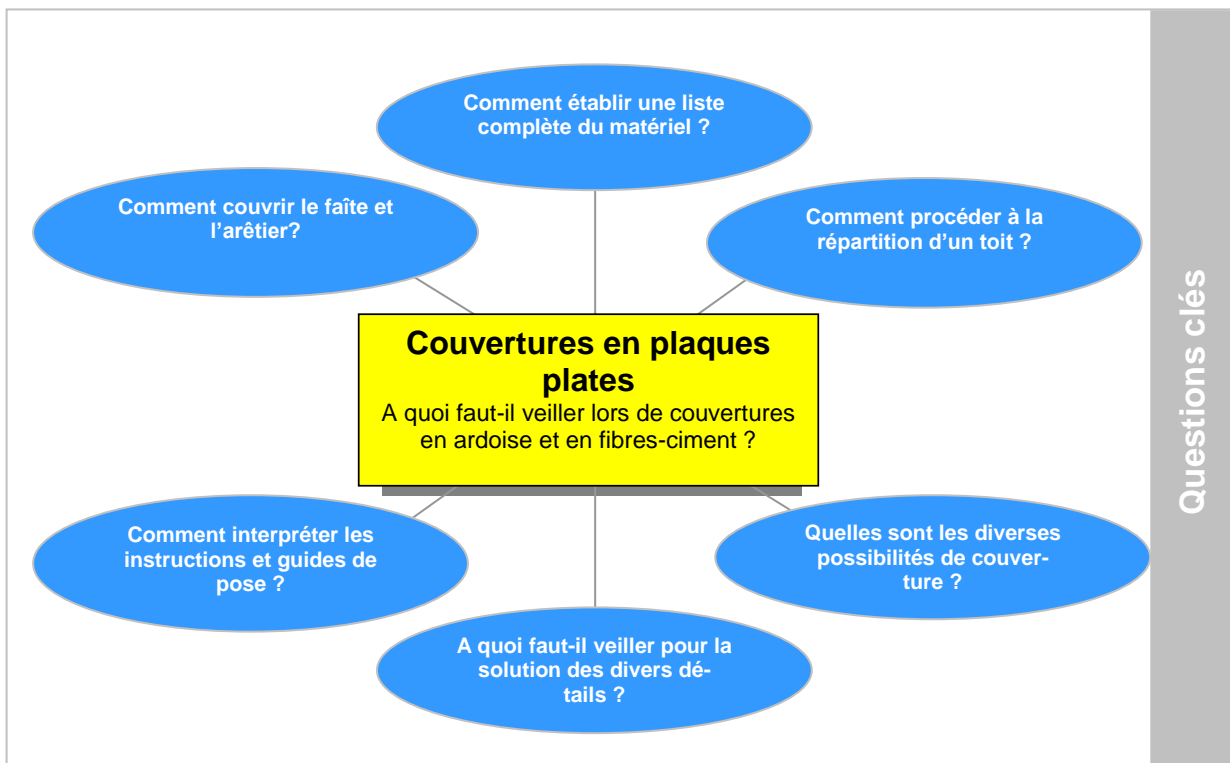 Comment établir une liste
complète du matériel ?
Comment couvrir le faîte et
l'arêtier?
Comment procéder à la
répartition d'un toit ?
Couvertures en plaques
plates
A quoi faut-il veiller lors de couvertures
en ardoise et en fibres-ciment ?
Comment interpréter les
instructions et guides de
pose ?
Quelles sont les diverses
possibilités de couver-
ture ?
A quoi faut-il veiller pour la
solution des divers dé-
tails ?
Questions clés